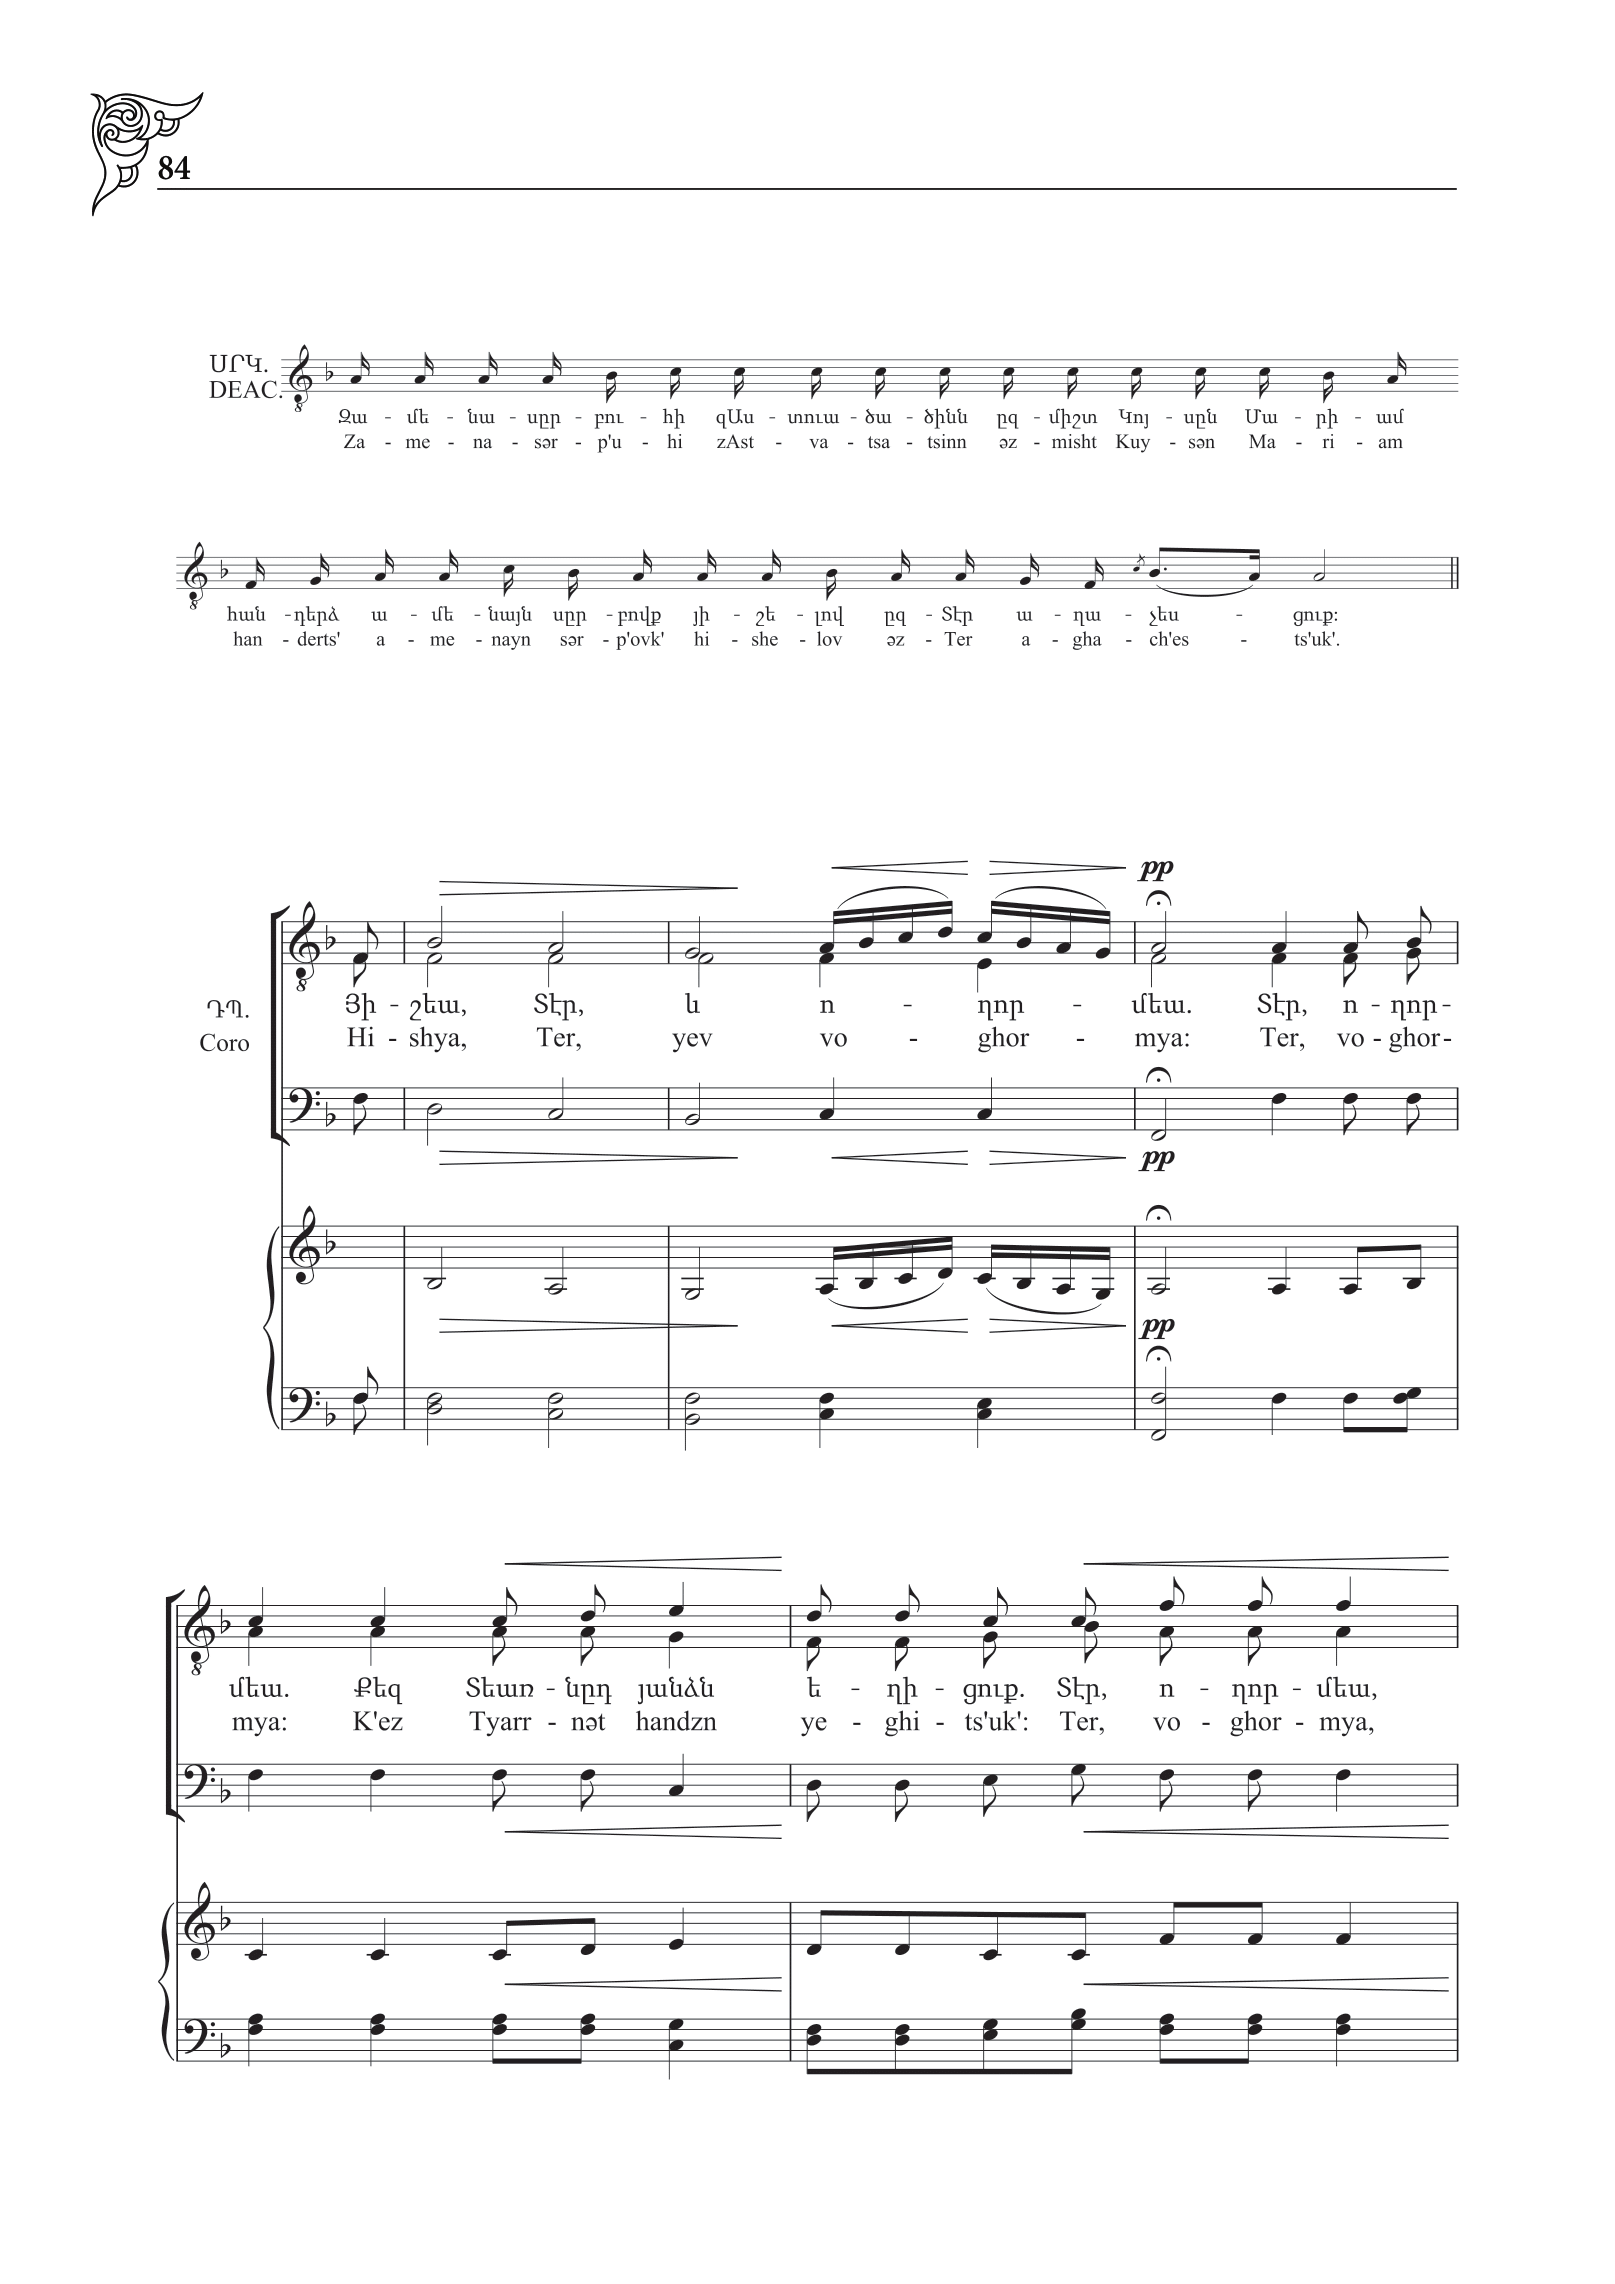 84
ՍՐԿ.
DEAC.
Զա - մե - նա - սըր - բու - հի զԱս - տուա - ծա - ծինն ըզ - միշտ Կոյ - սըն Մա - րի - ամ
Za - me - na - sər - p'u - hi zAst - va - tsa - tsinn əz - misht Kuy - sən Ma - ri - am
հան - դերձ ա - մե - նայն սըր - բովք յի - շե - լով ըզ - Տէր ա - ղա - չես - ցուք:
han - derts' a - me - nayn sər - p'ovk' hi - she - lov əz - Ter a - gha - ch'es - ts'uk'.
pp
ԴՊ.
Յի - շեա, Տէր, և ո - ղոր - մեա. Տէր, ո - ղոր -
Coro
Hi - shya, Ter, yev vo - ghor - mya: Ter, vo - ghor -
pp
pp
մեա. Քեզ Տեառ - նըդ յանձն ե - ղի - ցուք. Տէր, ո - ղոր - մեա,
mya: K'ez Tyarr - nət handzn ye - ghi - ts'uk': Ter, vo - ghor - mya,